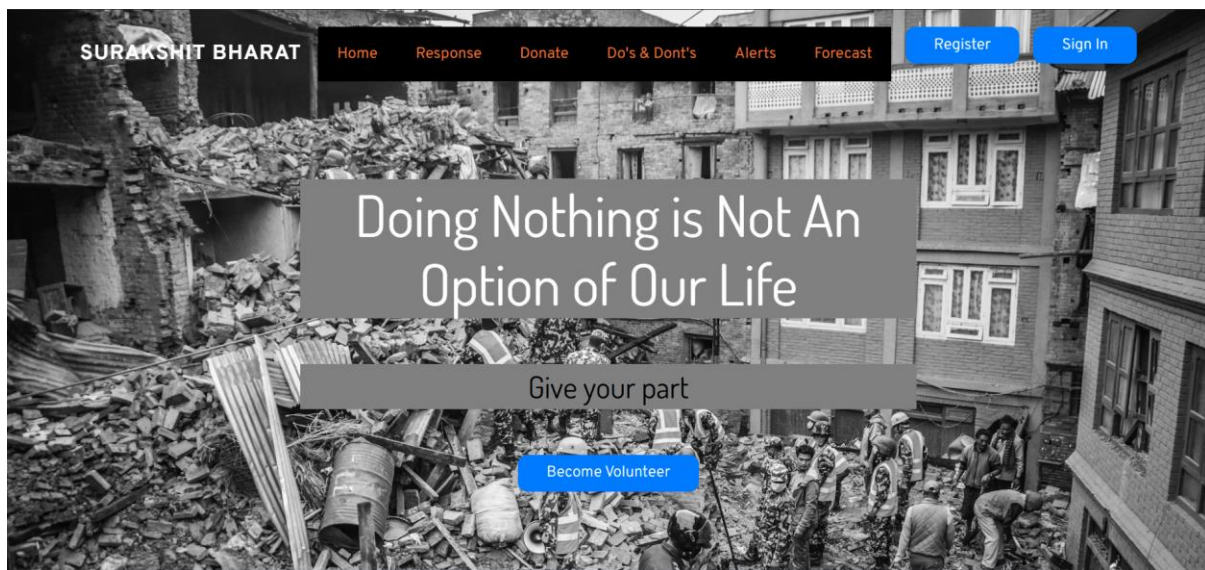 SURAKSHIT BHARAT Home Response Donate Do's & Dont's Alerts Forecast Register Sign In
Doing Nothing is Not An
Option of Our Life
Give your part
Become Volunteer